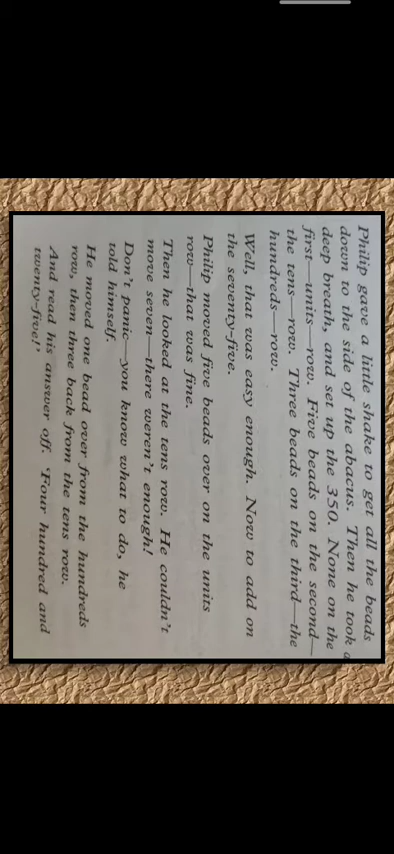 Philip gave a little shake to get all the beads
down to the side of the abacus. Then he took a
deep breath, and set up the 350. None on the
first—units—row. Five beads on the second—
the tens—row. Three beads on the third—the
hundreds—row.
Well, that was easy enough. Now to add on
the seventy-five.
Philip moved five beads over on the units
row—that was fine.
Then he looked at the tens row. He couldn't
move seven—there weren't enough!
Don't panic—you know what to do, he
told himself.
He moved one bead over from the hundreds
row, then three back from the tens row.
And read his answer off. 'Four hundred and
twenty-five!'